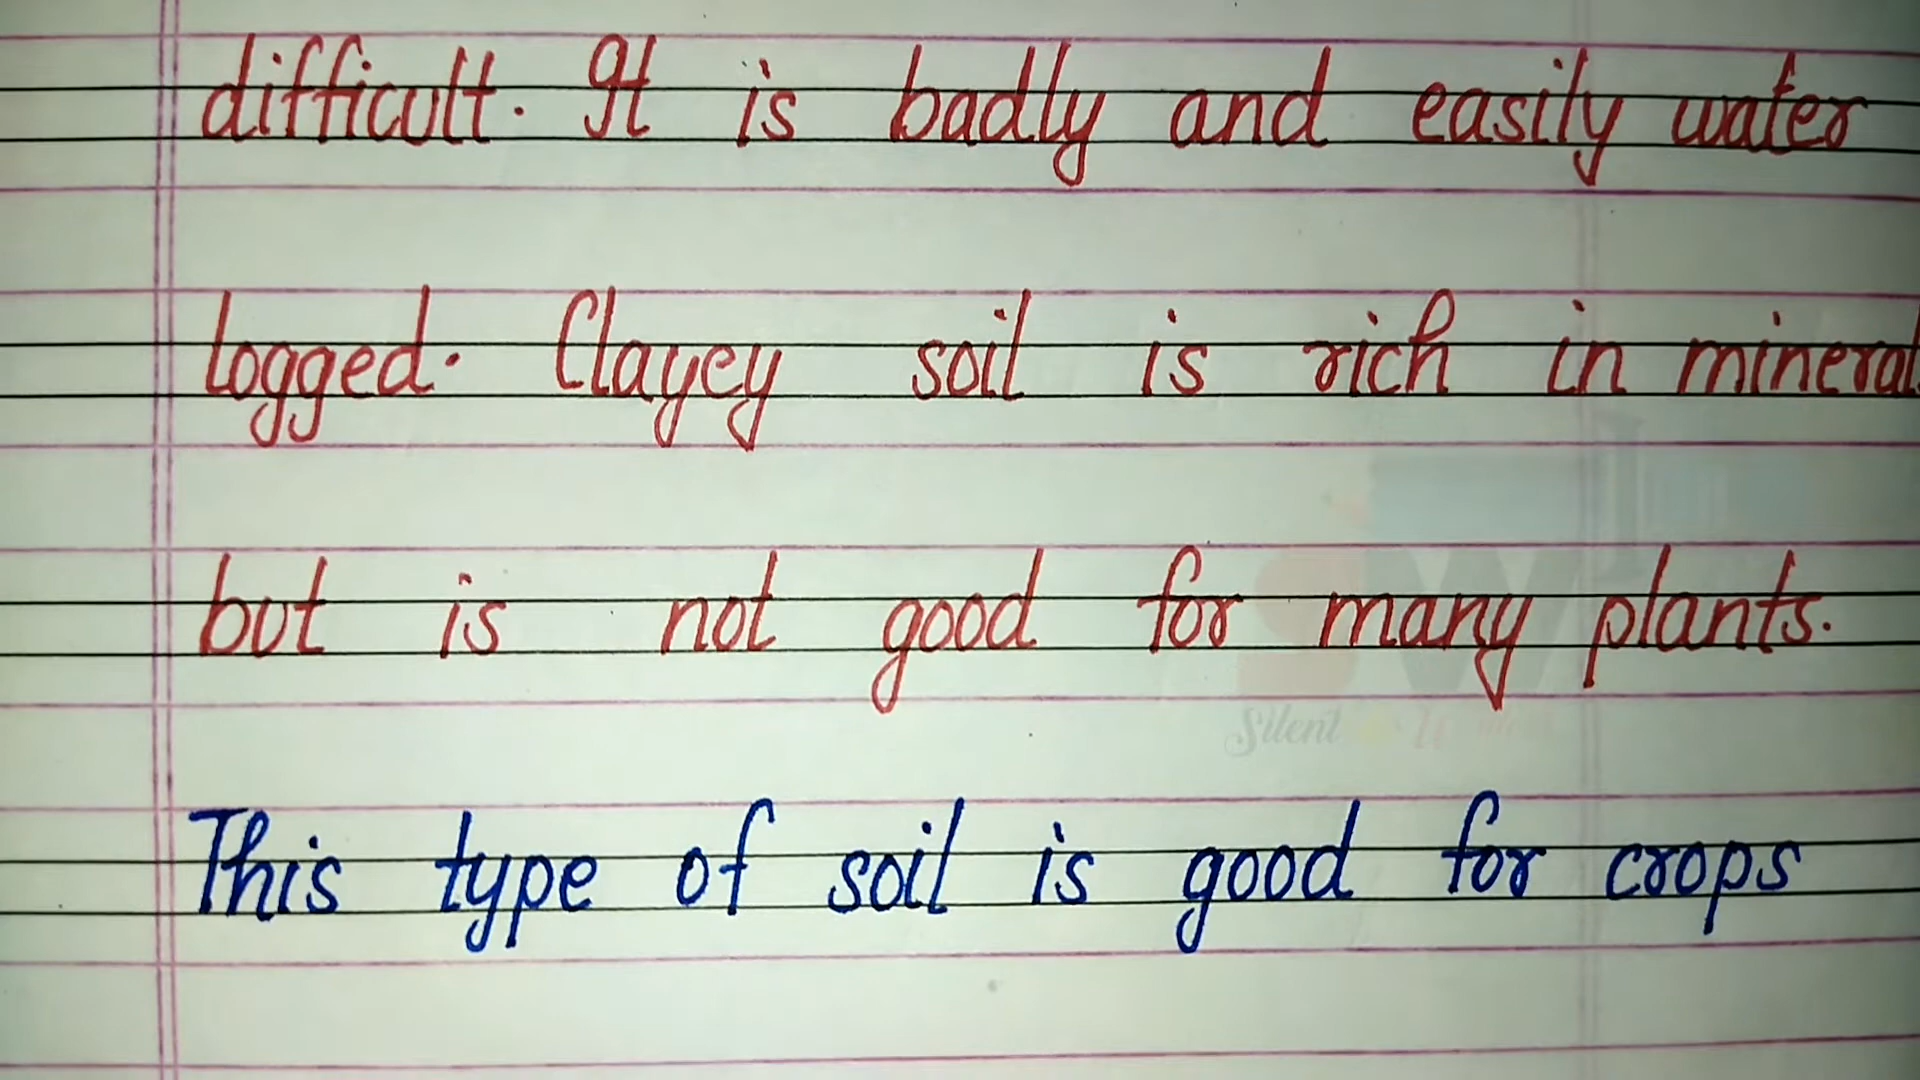 difficult. It is badly and easily water
logged. Clayey soil is rich in mineral
but is not good for many plants.
Silent
This type of soil is good for crops